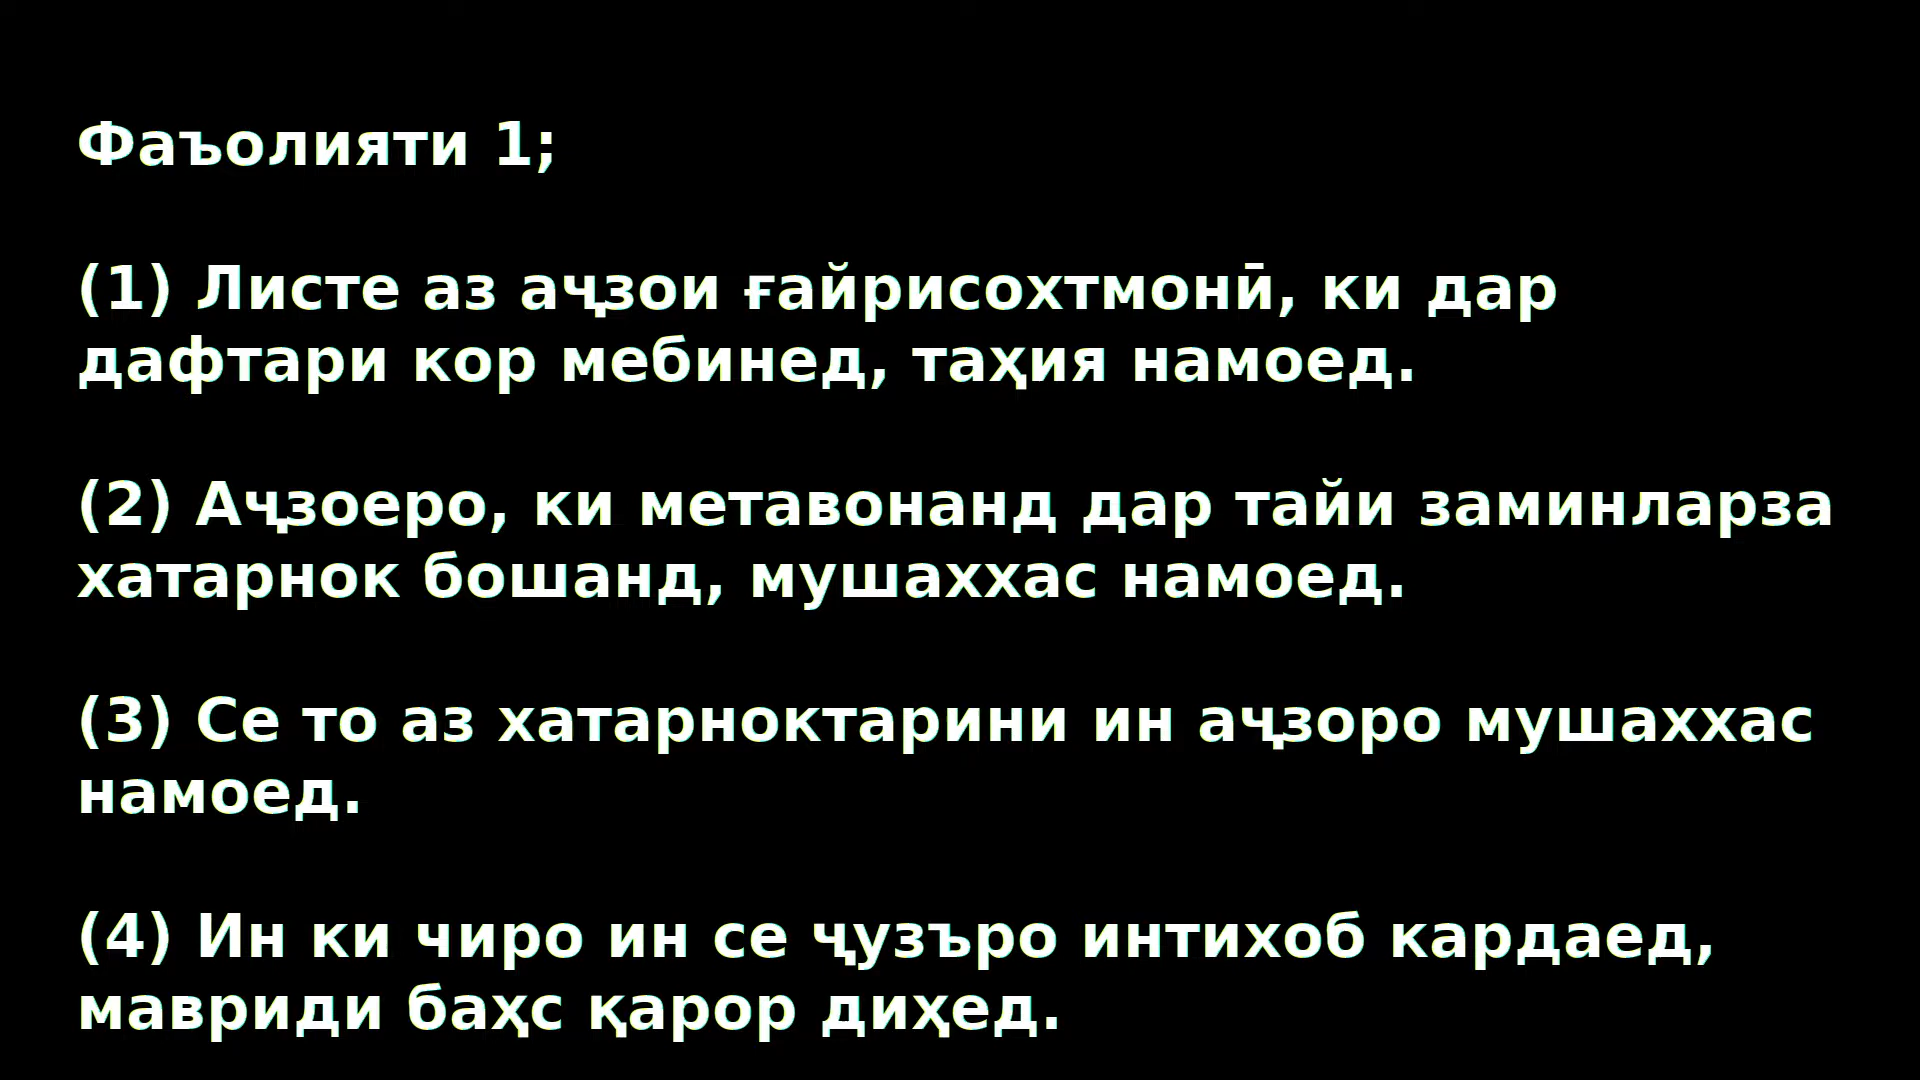 Фаъолияти 1;
(1) Листе аз аҷзои ғайрисохтмонӣ, ки дар
дафтари кор мебинед, таҳия намоед.
(2) Аҷзоеро, ки метавонанд дар тайи заминларза
хатарнок бошанд, мушаххас намоед.
(3) Се то аз хатарноктарини ин аҷзоро мушаххас
намоед.
(4) Ин ки чиро ин се ҷузъро интихоб кардаед,
мавриди баҳс қарор диҳед.